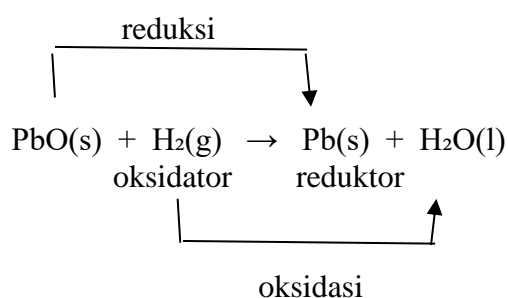 reduksi
PbO(s) + H₂(g) → Pb(s) + H₂O(l)
oksidator reduktor
oksidasi